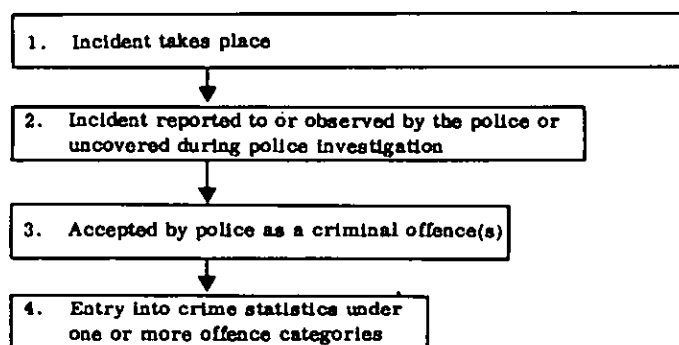 1. Incident takes place
2. Incident reported to or observed by the police or
uncovered during police investigation
3. Accepted by police as a criminal offence(s)
4. Entry into crime statistics under
one or more offence categories